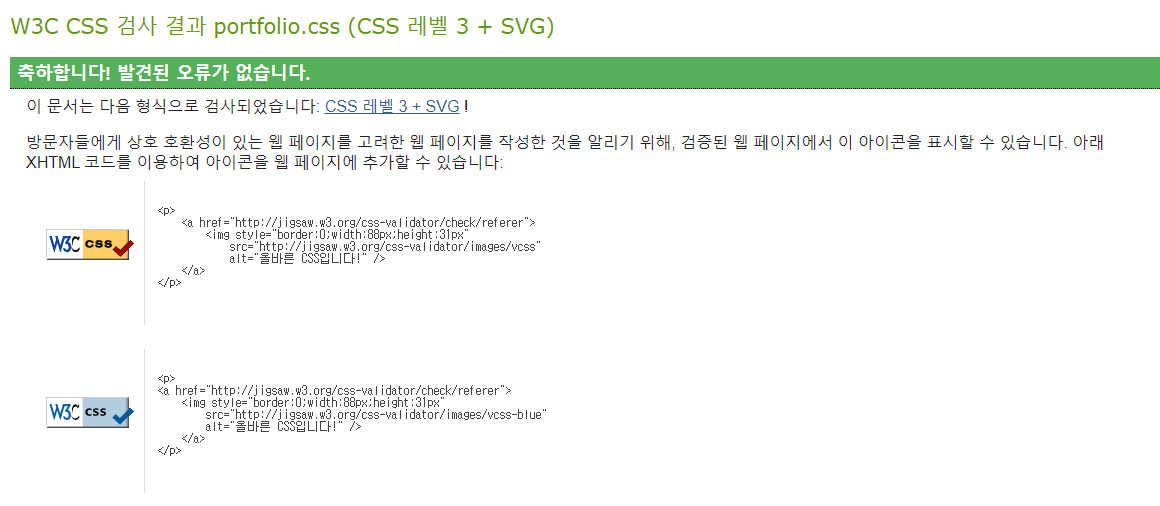 W3C CSS 검사 결과 portfolio.css (CSS 레벨 3 + SVG)
축하합니다! 발견된 오류가 없습니다.
이 문서는 다음 형식으로 검사되었습니다: CSS 레벨 3 + SVG !
방문자들에게 상호 호환성이 있는 웹 페이지를 고려한 웹 페이지를 작성한 것을 알리기 위해, 검증된 웹 페이지에서 이 아이콘을 표시할 수 있습니다. 아래
XHTML 코드를 이용하여 아이콘을 웹 페이지에 추가할 수 있습니다:
W3C css
<p>
    <a href="http://jigsaw.w3.org/css-validator/check/referer">
        <img style="border:0;width:88px;height:31px"
            src="http://jigsaw.w3.org/css-validator/images/vcss"
            alt="올바른 CSS입니다!" />
    </a>
</p>
W3C css
<p>
<a href="http://jigsaw.w3.org/css-validator/check/referer">
    <img style="border:0;width:88px;height:31px"
        src="http://jigsaw.w3.org/css-validator/images/vcss-blue"
        alt="올바른 CSS입니다!" />
    </a>
</p>